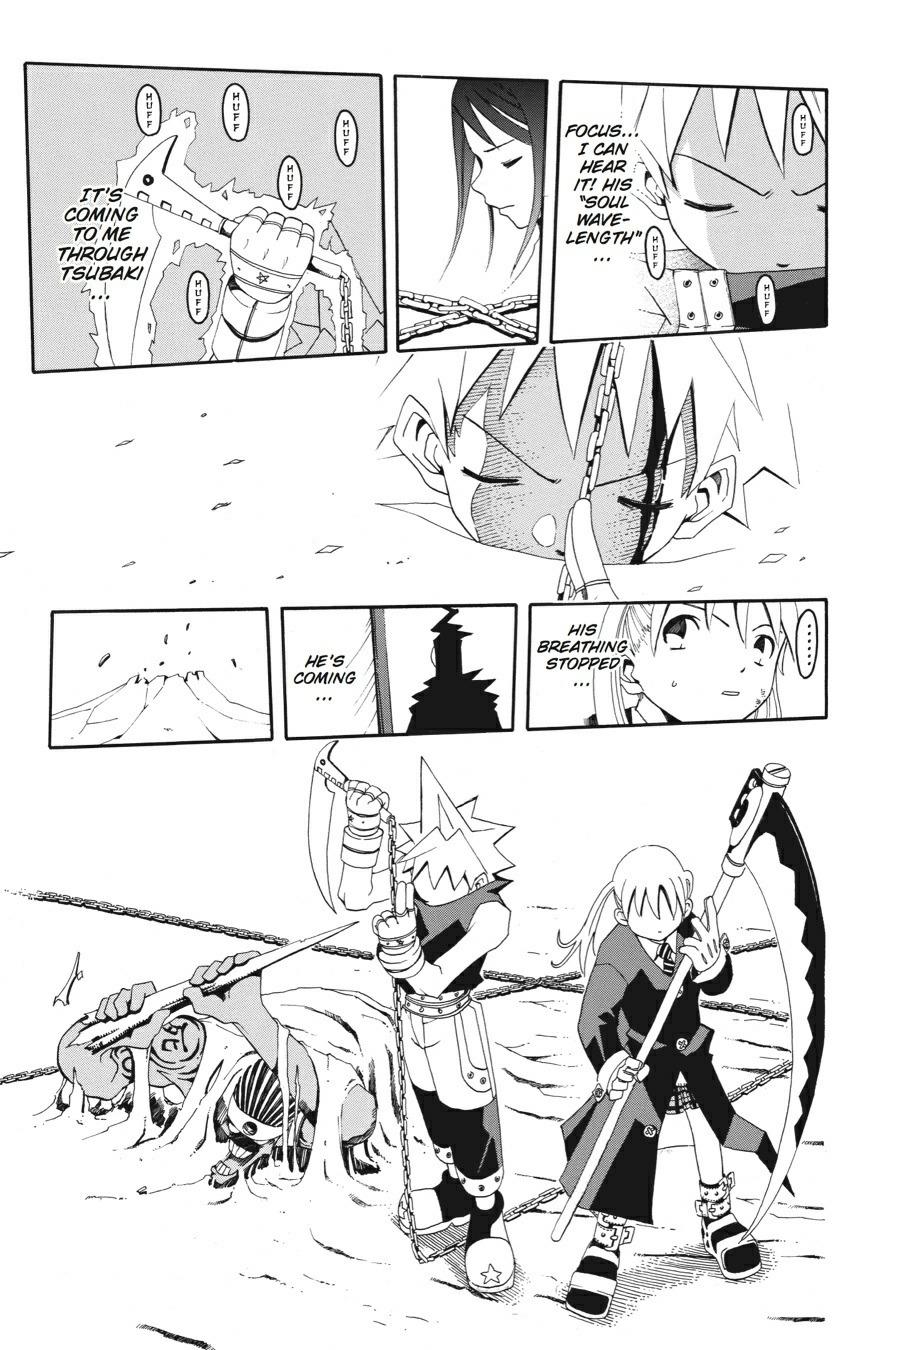 HUFF
FOCUS...
I CAN
HEAR
IT! HIS
"SOUL
WAVE-
LENGTH"
...
HUFF
HUFF
HUFF
HUFF
HUFF
HUFF
IT'S
COMING
TO ME
THROUGH
TSUBAKI
...
HUFF
......
HIS
BREATHING
STOPPED
...
HE'S
COMING
...